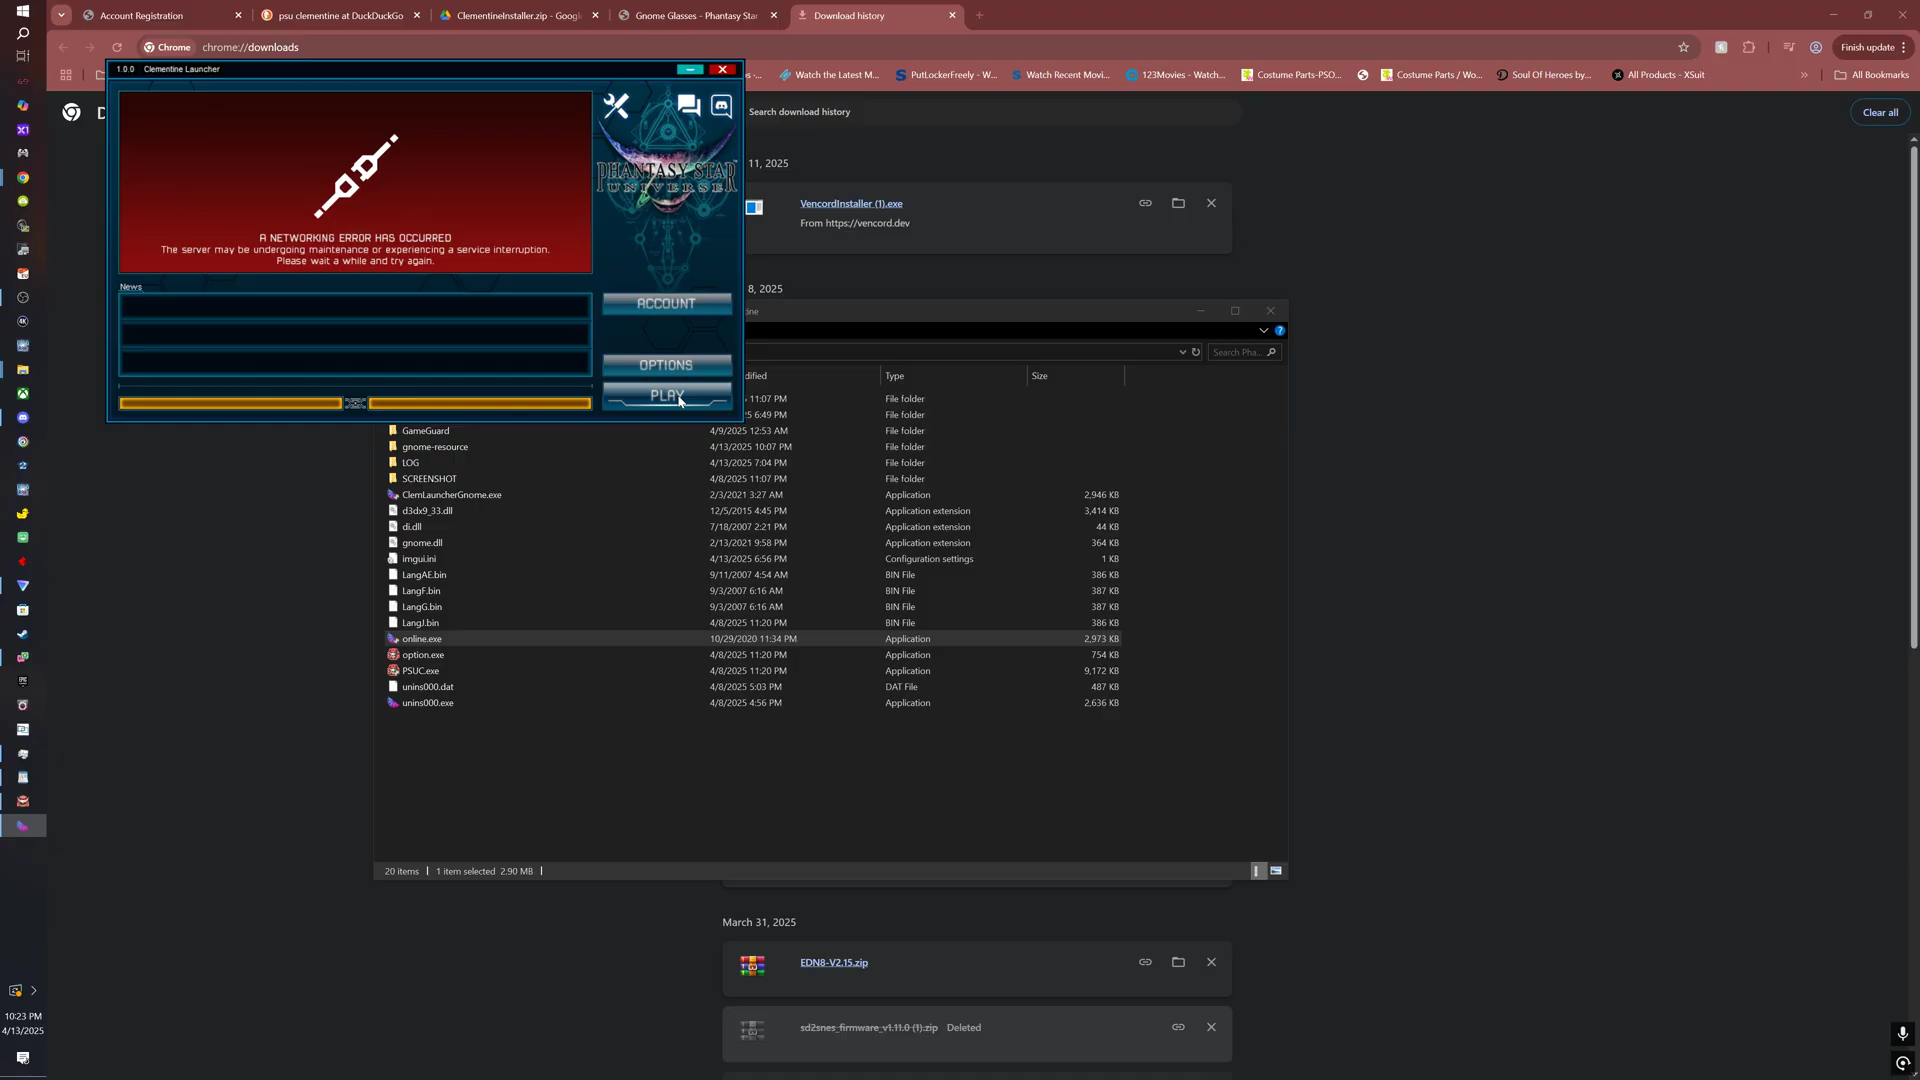 Account Registration
psu clementine at DuckDuckGo
ClementineInstaller.zip - Googl
Gnome Glasses - Phantasy Star
Download history
Chrome
chrome://downloads
Finish update
Watch the Latest M...
PutLockerFreely - W...
Watch Recent Movi...
123Movies - Watch...
Costume Parts-PSO...
Costume Parts / Wo...
Soul Of Heroes by...
All Products - XSuit
All Bookmarks
Search download history
Clear all
1.0.0 Clementine Launcher
PHANTASY STAR
UNIVERSE
A NETWORKING ERROR HAS OCCURRED
The server may be undergoing maintenance or experiencing a service interruption.
Please wait a while and try again.
News
ACCOUNT
OPTIONS
PLAY
11, 2025
VencordInstaller (1).exe
From https://vencord.dev
8, 2025
ine
Search Pha...
dified
Type
Size
11:07 PM
File folder
25 6:49 PM
File folder
GameGuard
4/9/2025 12:53 AM
File folder
gnome-resource
4/13/2025 10:07 PM
File folder
LOG
4/13/2025 7:04 PM
File folder
SCREENSHOT
4/8/2025 11:07 PM
File folder
ClemLauncherGnome.exe
2/3/2021 3:27 AM
Application
2,946 KB
d3dx9_33.dll
12/5/2015 4:45 PM
Application extension
3,414 KB
di.dll
7/18/2007 2:21 PM
Application extension
44 KB
gnome.dll
2/13/2021 9:58 PM
Application extension
364 KB
imgui.ini
4/13/2025 6:56 PM
Configuration settings
1 KB
LangAE.bin
9/11/2007 4:54 AM
BIN File
386 KB
LangF.bin
9/3/2007 6:16 AM
BIN File
387 KB
LangG.bin
9/3/2007 6:16 AM
BIN File
387 KB
LangJ.bin
4/8/2025 11:20 PM
BIN File
386 KB
online.exe
10/29/2020 11:34 PM
Application
2,973 KB
option.exe
4/8/2025 11:20 PM
Application
754 KB
PSUC.exe
4/8/2025 11:20 PM
Application
9,172 KB
unins000.dat
4/8/2025 5:03 PM
DAT File
487 KB
unins000.exe
4/8/2025 4:56 PM
Application
2,636 KB
20 items
1 item selected 2.90 MB
March 31, 2025
EDN8-V2.15.zip
sd2snes_firmware_v1.11.0 (1).zip
Deleted
10:23 PM
4/13/2025